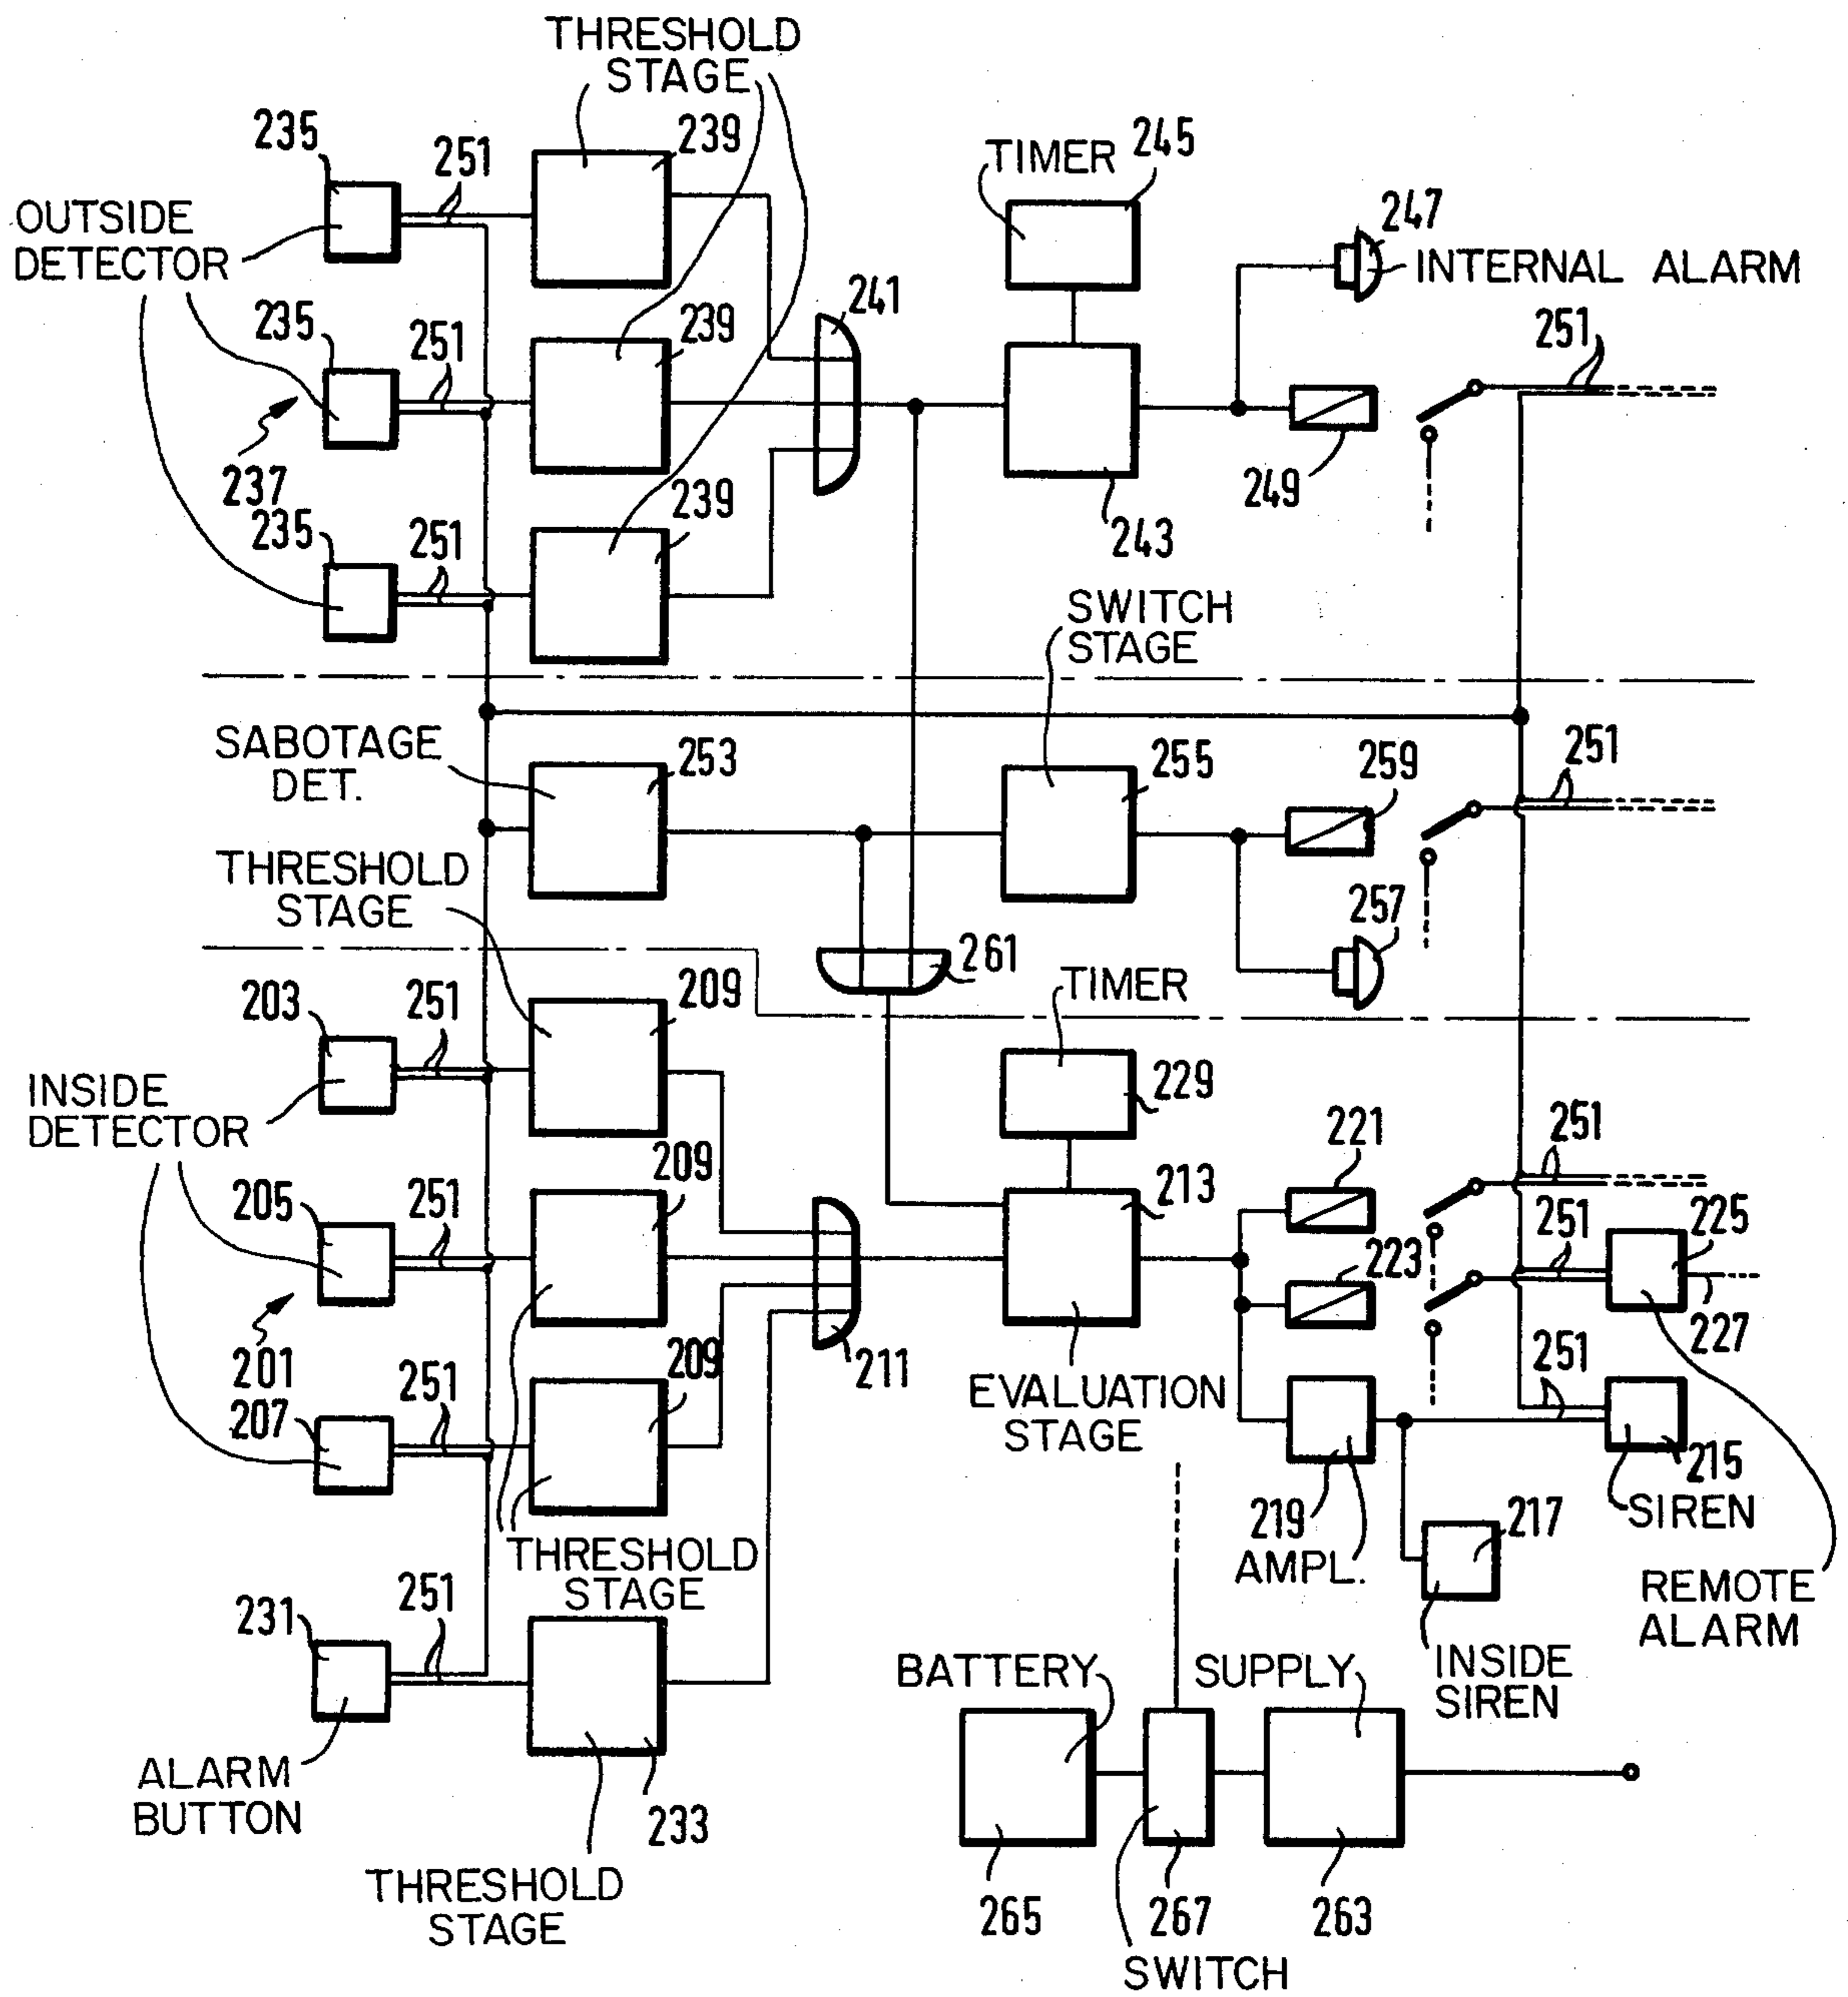 THRESHOLD
STAGE
235
251
239
TIMER
245
OUTSIDE
DETECTOR
247
INTERNAL ALARM
241
235
251
239
251
237
249
235
251
239
243
SWITCH
STAGE
SABOTAGE
DET.
253
255
259
251
THRESHOLD
STAGE
257
261
203
251
209
TIMER
229
INSIDE
DETECTOR
221
251
205
251
209
213
251
225
223
227
201
211
207
251
209
EVALUATION
STAGE
251
215
SIREN
219
AMPL.
217
THRESHOLD
STAGE
REMOTE
ALARM
231
251
INSIDE
SIREN
BATTERY
SUPPLY
ALARM
BUTTON
233
THRESHOLD
STAGE
265
267
263
SWITCH